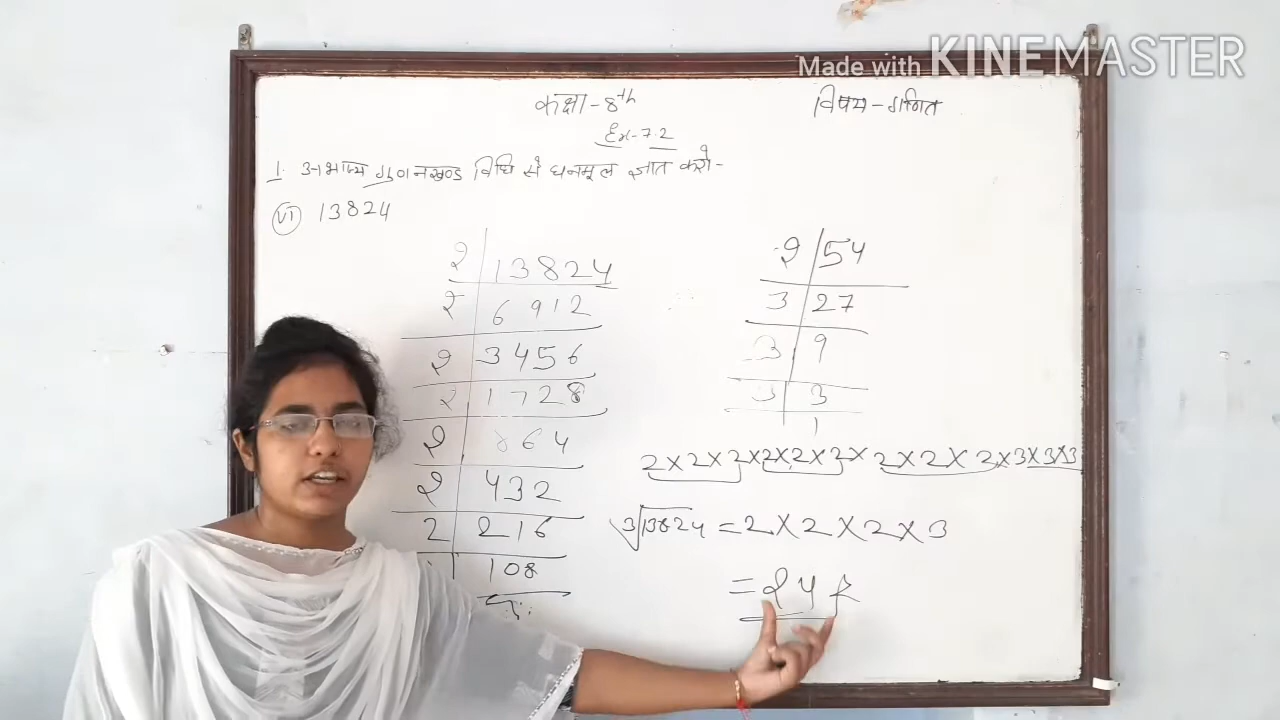 Made with KINEMASTER
कक्षा-8th विषय-गणित
Ex-7.2
1. अभाज्य गुणनखण्ड विधि से घनमूल ज्ञात करो-
VI 13824
2 13824
2 6912
2 3456
2 1728
2 864
2 432
2 216
108
2 54
3 27
3 9
3 3
1
2×2×2×2×2×2×2×2×2×3×3×3
3√13824 = 2×2×2×3
= 24